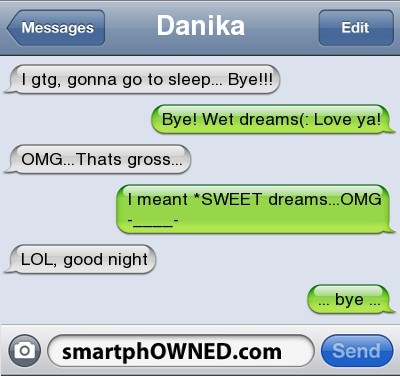 Messages
Danika
Edit
I gtg, gonna go to sleep... Bye!!!
Bye! Wet dreams(: Love ya!
OMG...Thats gross...
I meant *SWEET dreams...OMG
-____-
LOL, good night
... bye ...
smartphOWNED.com
Send